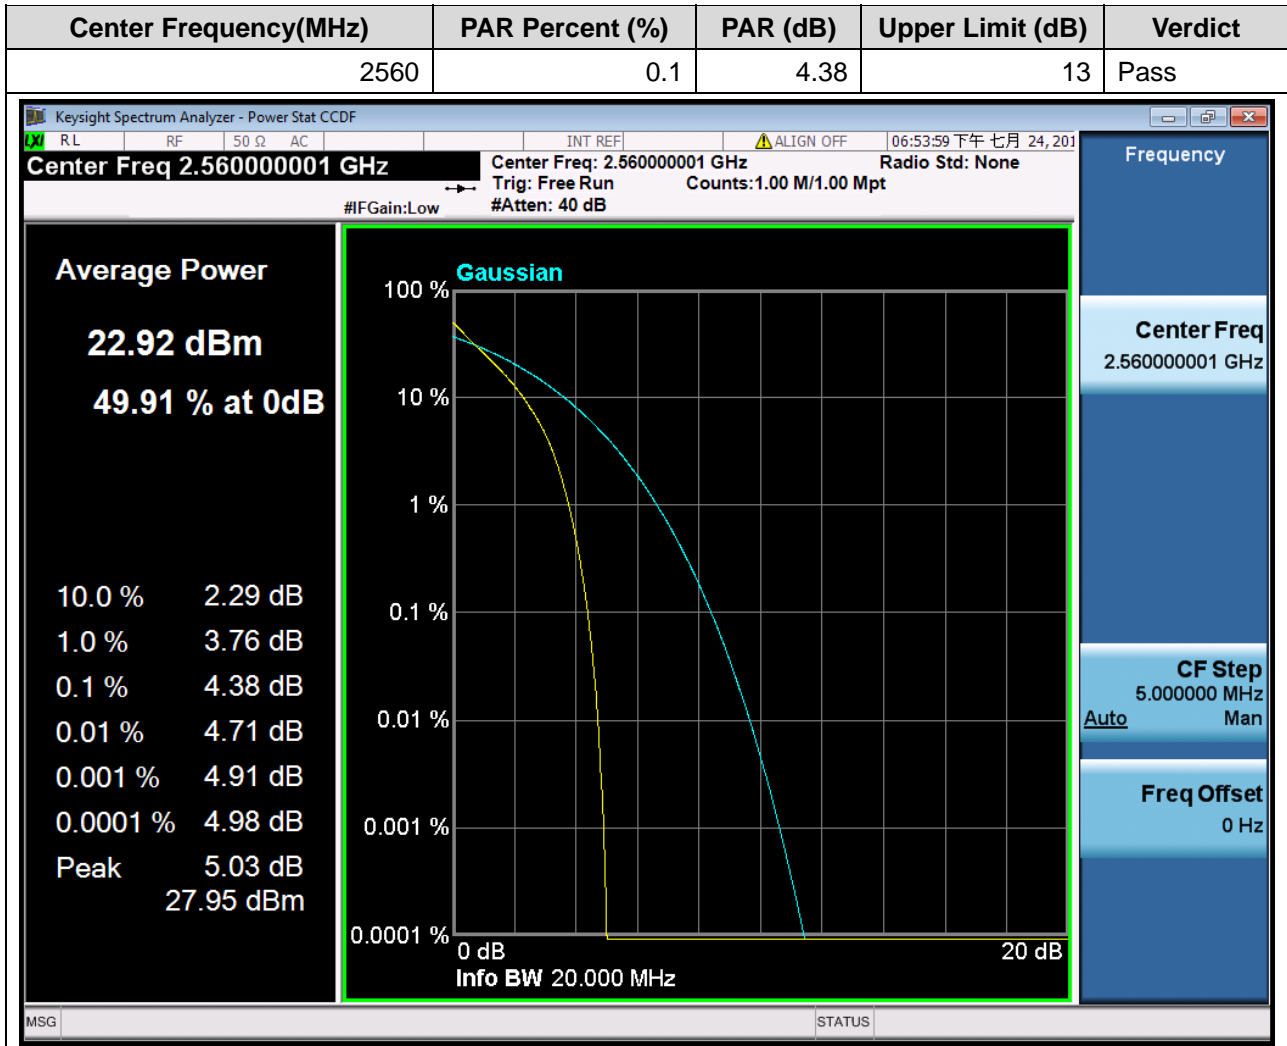 Center Frequency(MHz) PAR Percent (%) PAR (dB) Upper Limit (dB) Verdict
2560 0.1 4.38 13 Pass
Keysight Spectrum Analyzer - Power Stat CCDF
LXI RL RF 50 Ω AC INT REF ALIGN OFF 06:53:59 下午 七月 24, 201
Center Freq 2.560000001 GHz
#IFGain:Low
Center Freq: 2.560000001 GHz Radio Std: None
Trig: Free Run Counts:1.00 M/1.00 Mpt
#Atten: 40 dB
Average Power
22.92 dBm
49.91 % at 0dB
10.0 % 2.29 dB
1.0 % 3.76 dB
0.1 % 4.38 dB
0.01 % 4.71 dB
0.001 % 4.91 dB
0.0001 % 4.98 dB
Peak 5.03 dB
27.95 dBm
Gaussian
100 %
10 %
1 %
0.1 %
0.01 %
0.001 %
0.0001 %
0 dB 20 dB
Info BW 20.000 MHz
Frequency
Center Freq
2.560000001 GHz
CF Step
5.000000 MHz
Auto Man
Freq Offset
0 Hz
MSG STATUS